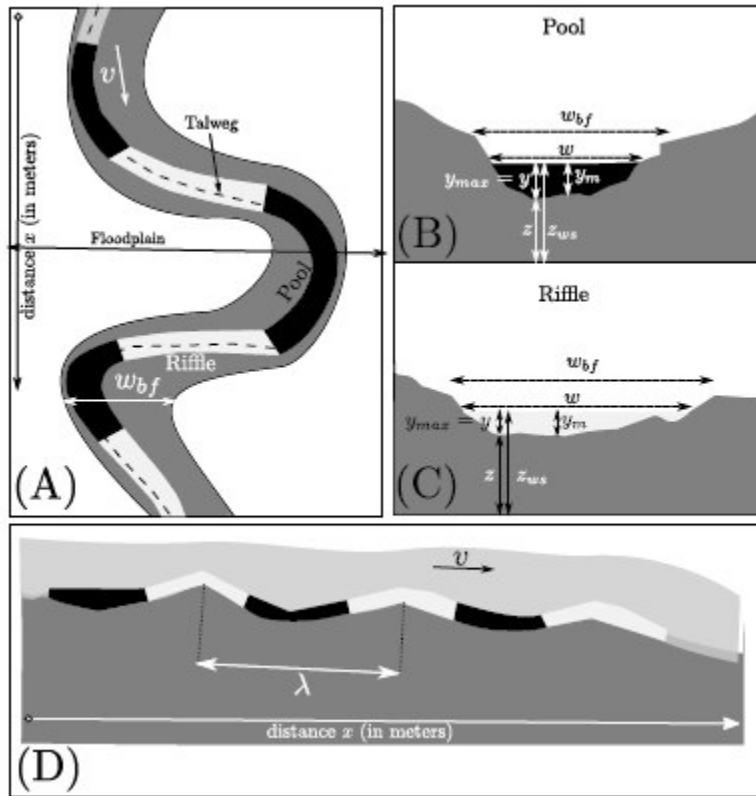 v
Talweg
distance x (in meters)
Floodplain
Pool
Riffle
w_bf
(A)
Pool
w_bf
w
y_max = y
y_m
z
z_ws
(B)
Riffle
w_bf
w
y_max = y
y_m
z
z_ws
(C)
v
λ
distance x (in meters)
(D)